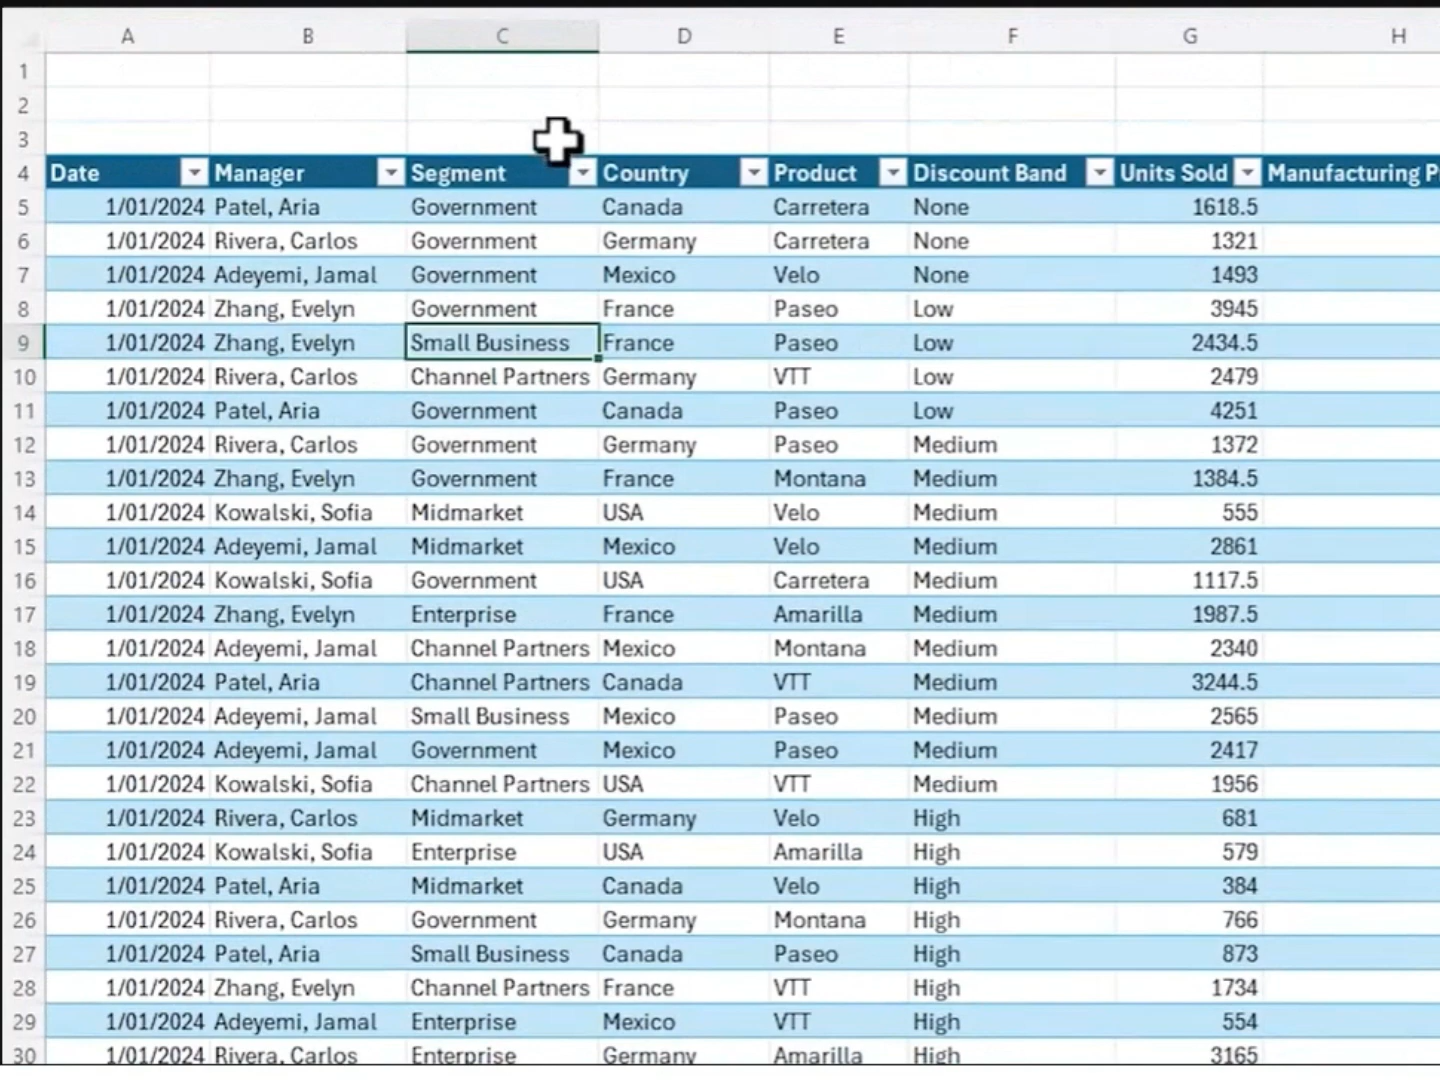 A B C D E F G H
1
2
3
4 Date Manager Segment Country Product Discount Band Units Sold Manufacturing P
5 1/01/2024 Patel, Aria Government Canada Carretera None 1618.5
6 1/01/2024 Rivera, Carlos Government Germany Carretera None 1321
7 1/01/2024 Adeyemi, Jamal Government Mexico Velo None 1493
8 1/01/2024 Zhang, Evelyn Government France Paseo Low 3945
9 1/01/2024 Zhang, Evelyn Small Business France Paseo Low 2434.5
10 1/01/2024 Rivera, Carlos Channel Partners Germany VTT Low 2479
11 1/01/2024 Patel, Aria Government Canada Paseo Low 4251
12 1/01/2024 Rivera, Carlos Government Germany Paseo Medium 1372
13 1/01/2024 Zhang, Evelyn Government France Montana Medium 1384.5
14 1/01/2024 Kowalski, Sofia Midmarket USA Velo Medium 555
15 1/01/2024 Adeyemi, Jamal Midmarket Mexico Velo Medium 2861
16 1/01/2024 Kowalski, Sofia Government USA Carretera Medium 1117.5
17 1/01/2024 Zhang, Evelyn Enterprise France Amarilla Medium 1987.5
18 1/01/2024 Adeyemi, Jamal Channel Partners Mexico Montana Medium 2340
19 1/01/2024 Patel, Aria Channel Partners Canada VTT Medium 3244.5
20 1/01/2024 Adeyemi, Jamal Small Business Mexico Paseo Medium 2565
21 1/01/2024 Adeyemi, Jamal Government Mexico Paseo Medium 2417
22 1/01/2024 Kowalski, Sofia Channel Partners USA VTT Medium 1956
23 1/01/2024 Rivera, Carlos Midmarket Germany Velo High 681
24 1/01/2024 Kowalski, Sofia Enterprise USA Amarilla High 579
25 1/01/2024 Patel, Aria Midmarket Canada Velo High 384
26 1/01/2024 Rivera, Carlos Government Germany Montana High 766
27 1/01/2024 Patel, Aria Small Business Canada Paseo High 873
28 1/01/2024 Zhang, Evelyn Channel Partners France VTT High 1734
29 1/01/2024 Adeyemi, Jamal Enterprise Mexico VTT High 554
30 1/01/2024 Rivera, Carlos Enterprise Germany Amarilla High 3165